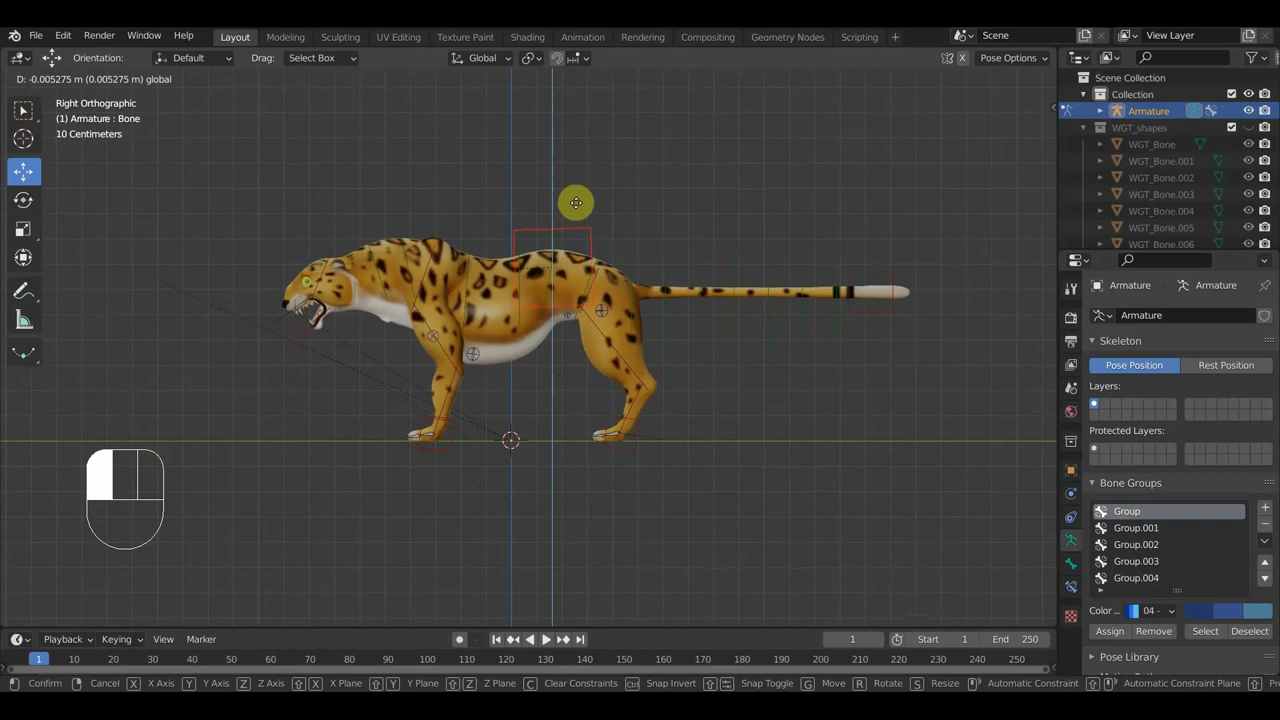 File Edit Render Window Help Layout Modeling Sculpting UV Editing Texture Paint Shading Animation Rendering Compositing Geometry Nodes Scripting + Scene View Layer
Orientation: Default Drag: Select Box Global X Pose Options
D: -0.005275 m (0.005275 m) global
Right Orthographic
(1) Armature : Bone
10 Centimeters
Scene Collection
Collection
Armature
WGT_shapes
WGT_Bone
WGT_Bone.001
WGT_Bone.002
WGT_Bone.003
WGT_Bone.004
WGT_Bone.005
WGT_Bone.006
Armature Armature
Armature
Skeleton
Pose Position Rest Position
Layers:
Protected Layers:
Bone Groups
Group
Group.001
Group.002
Group.003
Group.004
Color 04 -
Assign Remove Select Deselect
Pose Library
Playback Keying View Marker 1 Start 1 End 250
1 10 20 30 40 50 60 70 80 90 100 110 120 130 140 150 160 170 180 190 200 210 220 230 240 250
Confirm Cancel X X Axis Y Y Axis Z Z Axis X X Plane Y Y Plane Z Z Plane C Clear Constraints Ctrl Snap Invert Snap Toggle G Move R Rotate S Resize Automatic Constraint Automatic Constraint Plane